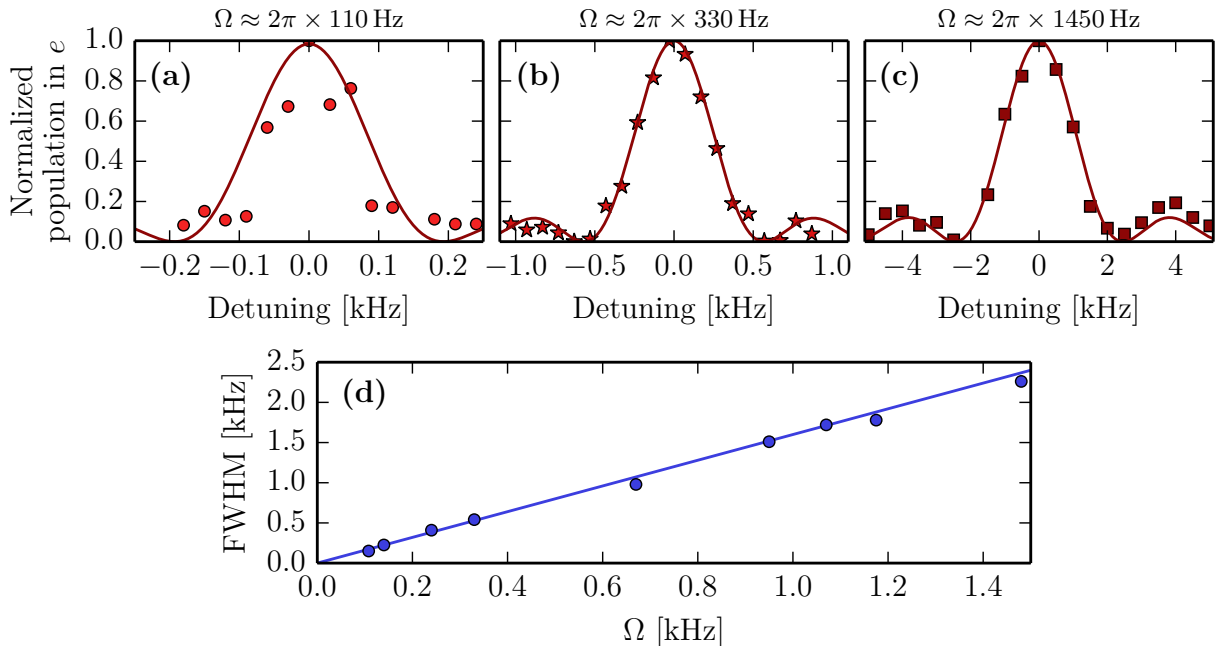 Ω ≈ 2π × 110 Hz
Ω ≈ 2π × 330 Hz
Ω ≈ 2π × 1450 Hz
Normalized
population in e
1.0
0.8
0.6
0.4
0.2
0.0
(a)
(b)
(c)
−0.2 −0.1 0.0 0.1 0.2
−1.0 −0.5 0.0 0.5 1.0
−4 −2 0 2 4
Detuning [kHz]
Detuning [kHz]
Detuning [kHz]
FWHM [kHz]
2.5
2.0
1.5
1.0
0.5
0.0
(d)
0.0 0.2 0.4 0.6 0.8 1.0 1.2 1.4
Ω [kHz]